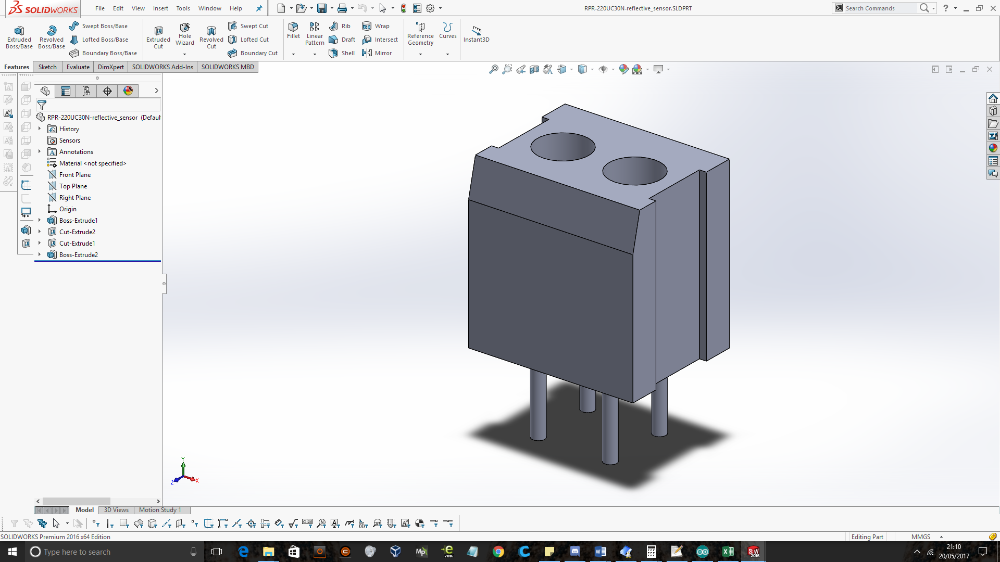 SOLIDWORKS
File Edit View Insert Tools Window Help
RPR-220UC30N-reflective_sensor.SLDPRT
Search Commands
Extruded Boss/Base
Revolved Boss/Base
Swept Boss/Base
Lofted Boss/Base
Boundary Boss/Base
Extruded Cut
Hole Wizard
Revolved Cut
Swept Cut
Lofted Cut
Boundary Cut
Fillet
Linear Pattern
Rib
Draft
Shell
Wrap
Intersect
Mirror
Reference Geometry
Curves
Instant3D
Features Sketch Evaluate DimXpert SOLIDWORKS Add-Ins SOLIDWORKS MBD
RPR-220UC30N-reflective_sensor (Defaul
History
Sensors
Annotations
Material <not specified>
Front Plane
Top Plane
Right Plane
Origin
Boss-Extrude1
Cut-Extrude2
Cut-Extrude1
Boss-Extrude2
Y
Z
X
Model 3D Views Motion Study 1
SOLIDWORKS Premium 2016 x64 Edition
Editing Part
MMGS
Type here to search
21:10
20/05/2017